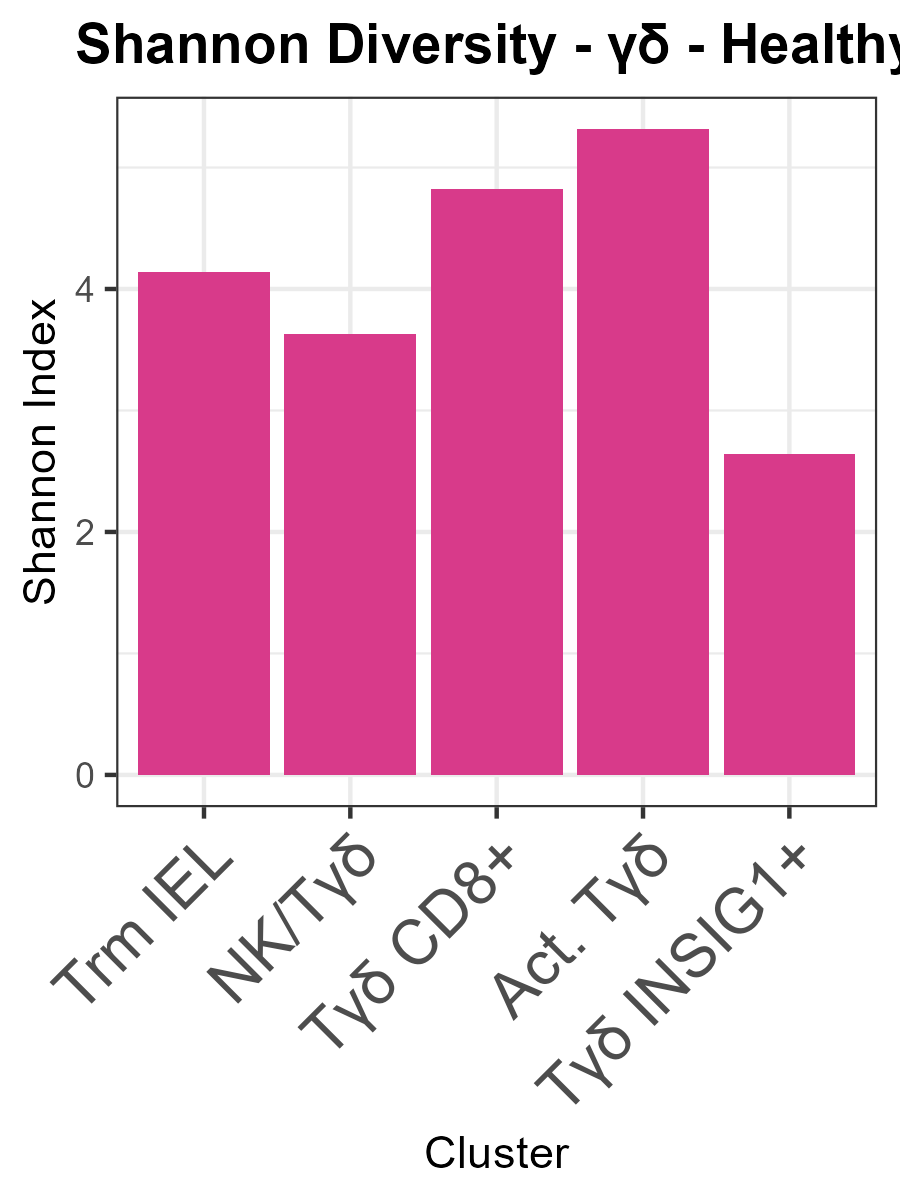 Shannon Diversity - γδ - Healthy
Shannon Index
4
2
0
Trm IEL
NK/Tγδ
Tγδ CD8+
Act. Tγδ
Tγδ INSIG1+
Cluster